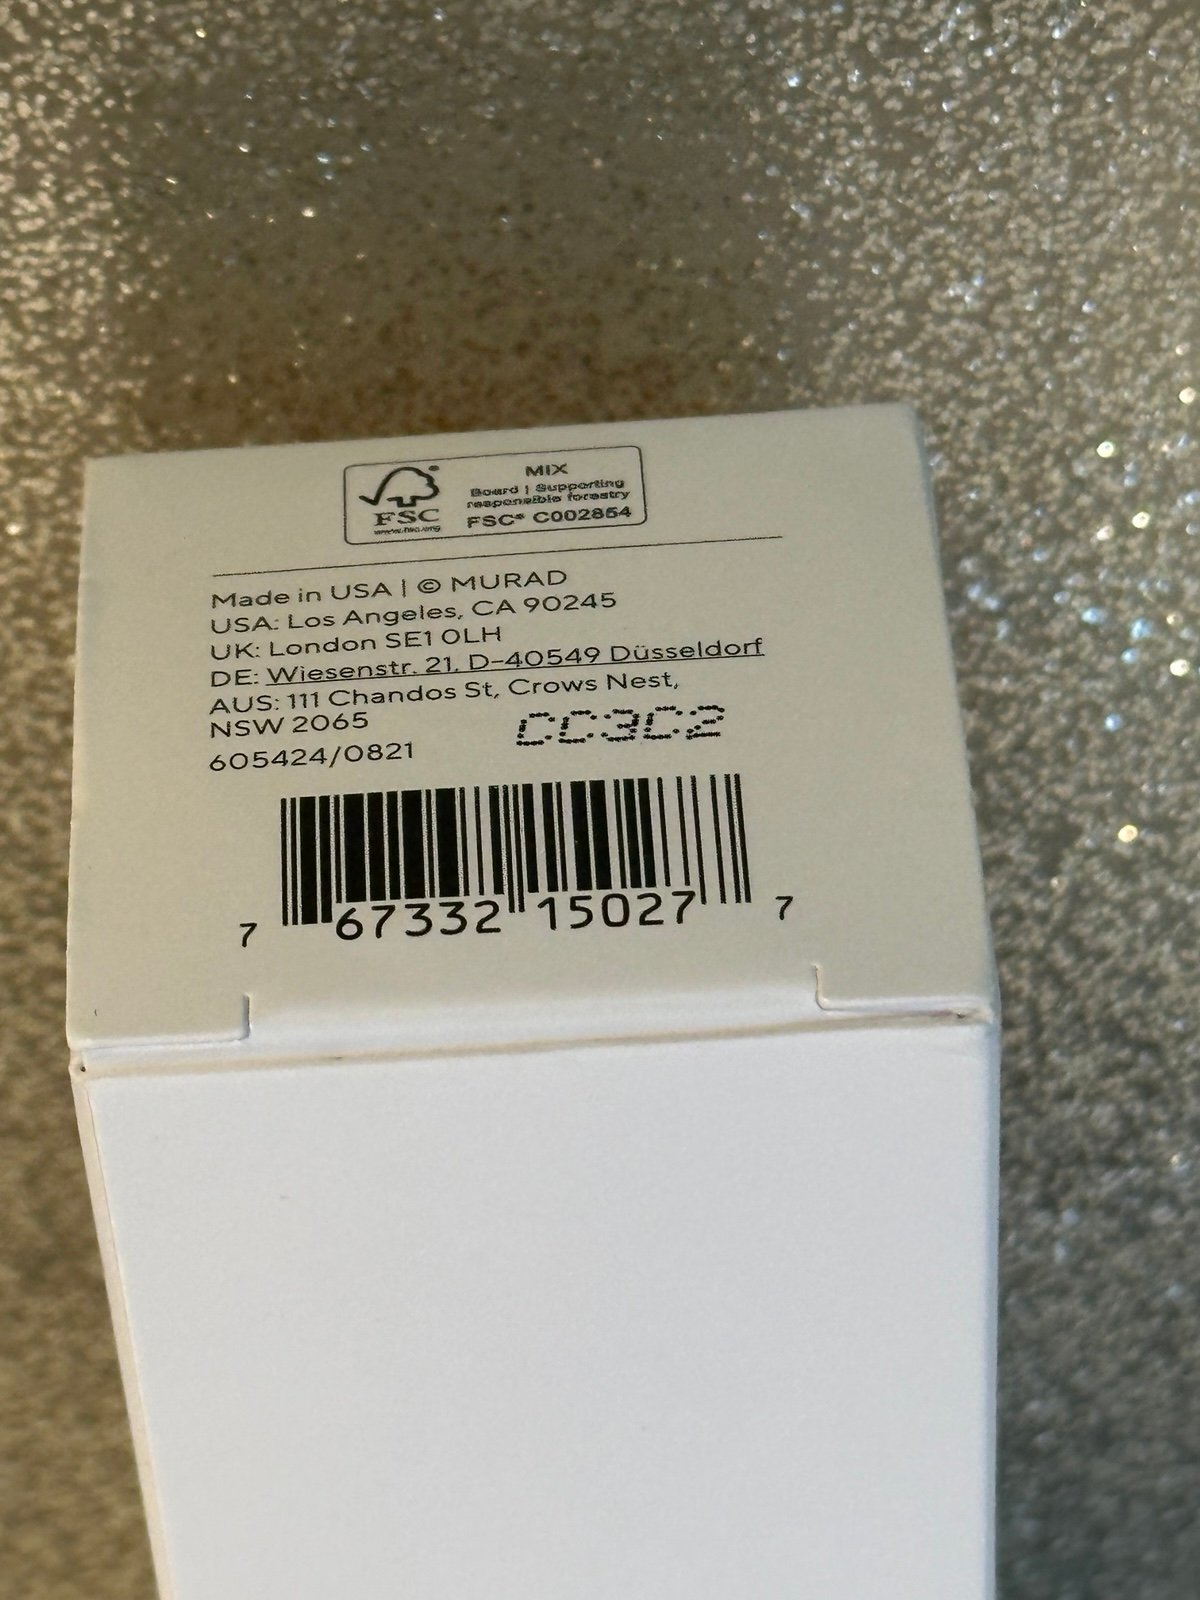 FSC
www.fsc.org
MIX
Board | Supporting
responsible forestry
FSC® C002854
Made in USA | © MURAD
USA: Los Angeles, CA 90245
UK: London SE1 0LH
DE: Wiesenstr. 21, D-40549 Düsseldorf
AUS: 111 Chandos St, Crows Nest,
NSW 2065
605424/0821
CC3C2
7 67332 15027 7